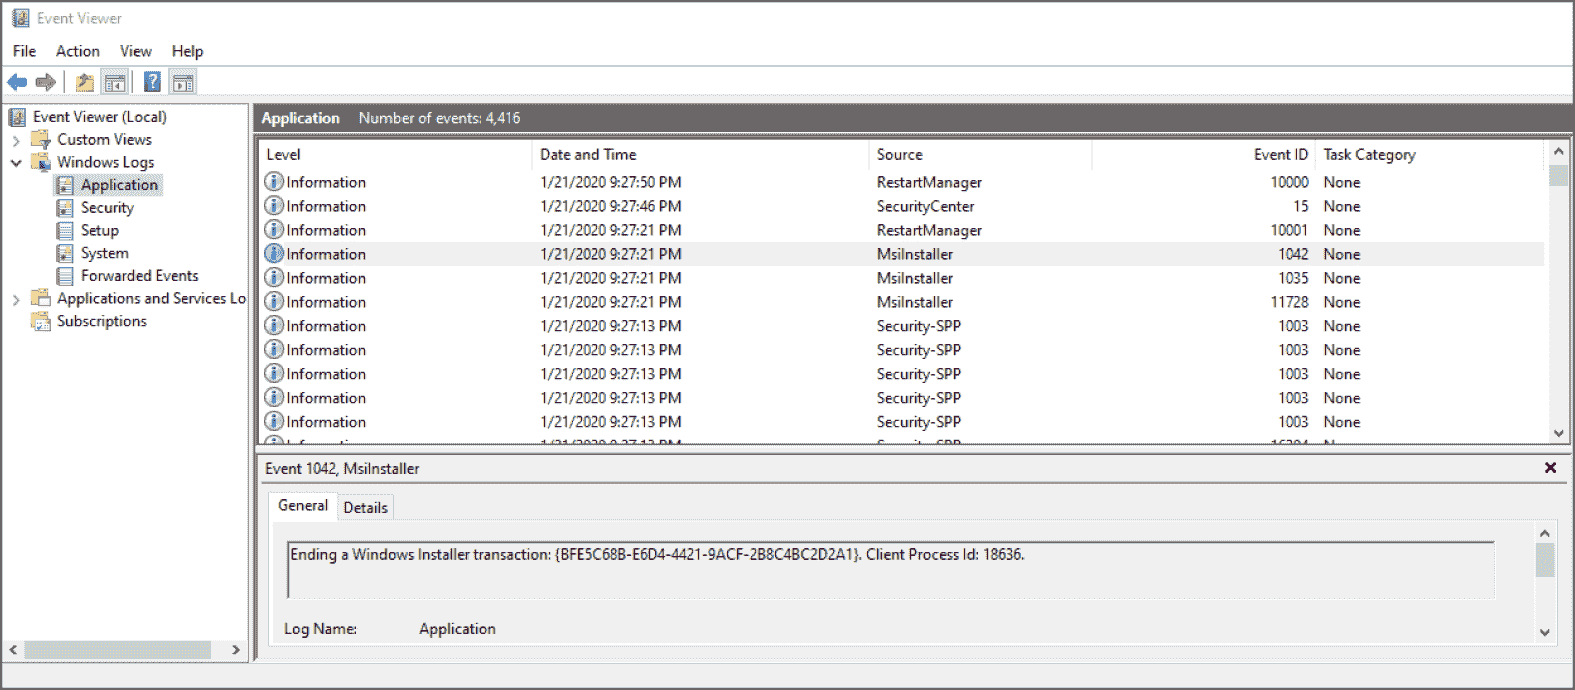 Event Viewer
File Action View Help
Event Viewer (Local)
Custom Views
Windows Logs
Application
Security
Setup
System
Forwarded Events
Applications and Services Lo
Subscriptions
Application Number of events: 4,416
Level Date and Time Source Event ID Task Category
Information 1/21/2020 9:27:50 PM RestartManager 10000 None
Information 1/21/2020 9:27:46 PM SecurityCenter 15 None
Information 1/21/2020 9:27:21 PM RestartManager 10001 None
Information 1/21/2020 9:27:21 PM MsiInstaller 1042 None
Information 1/21/2020 9:27:21 PM MsiInstaller 1035 None
Information 1/21/2020 9:27:21 PM MsiInstaller 11728 None
Information 1/21/2020 9:27:13 PM Security-SPP 1003 None
Information 1/21/2020 9:27:13 PM Security-SPP 1003 None
Information 1/21/2020 9:27:13 PM Security-SPP 1003 None
Information 1/21/2020 9:27:13 PM Security-SPP 1003 None
Information 1/21/2020 9:27:13 PM Security-SPP 1003 None
Event 1042, MsiInstaller
General Details
Ending a Windows Installer transaction: {BFE5C68B-E6D4-4421-9ACF-2B8C4BC2D2A1}. Client Process Id: 18636.
Log Name: Application